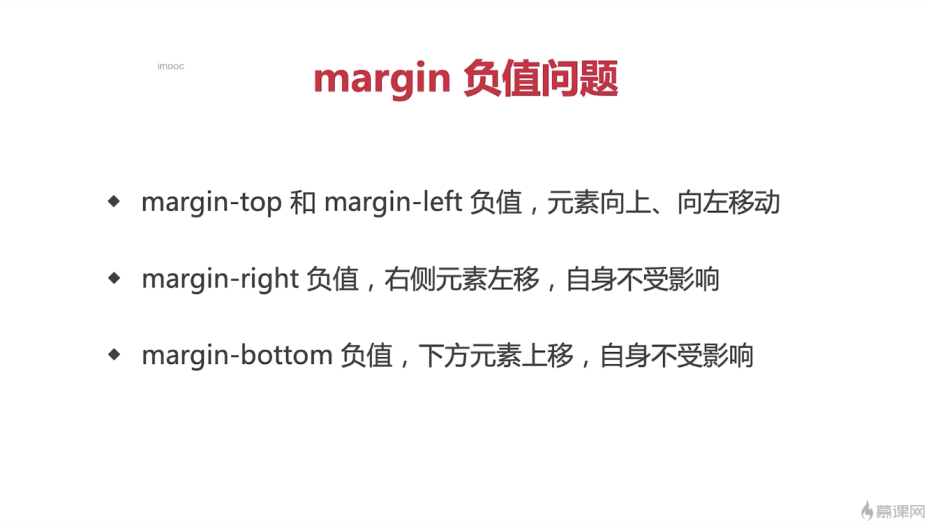 imooc
margin 负值问题
◆ margin-top 和 margin-left 负值，元素向上、向左移动
◆ margin-right 负值，右侧元素左移，自身不受影响
◆ margin-bottom 负值，下方元素上移，自身不受影响
慕课网